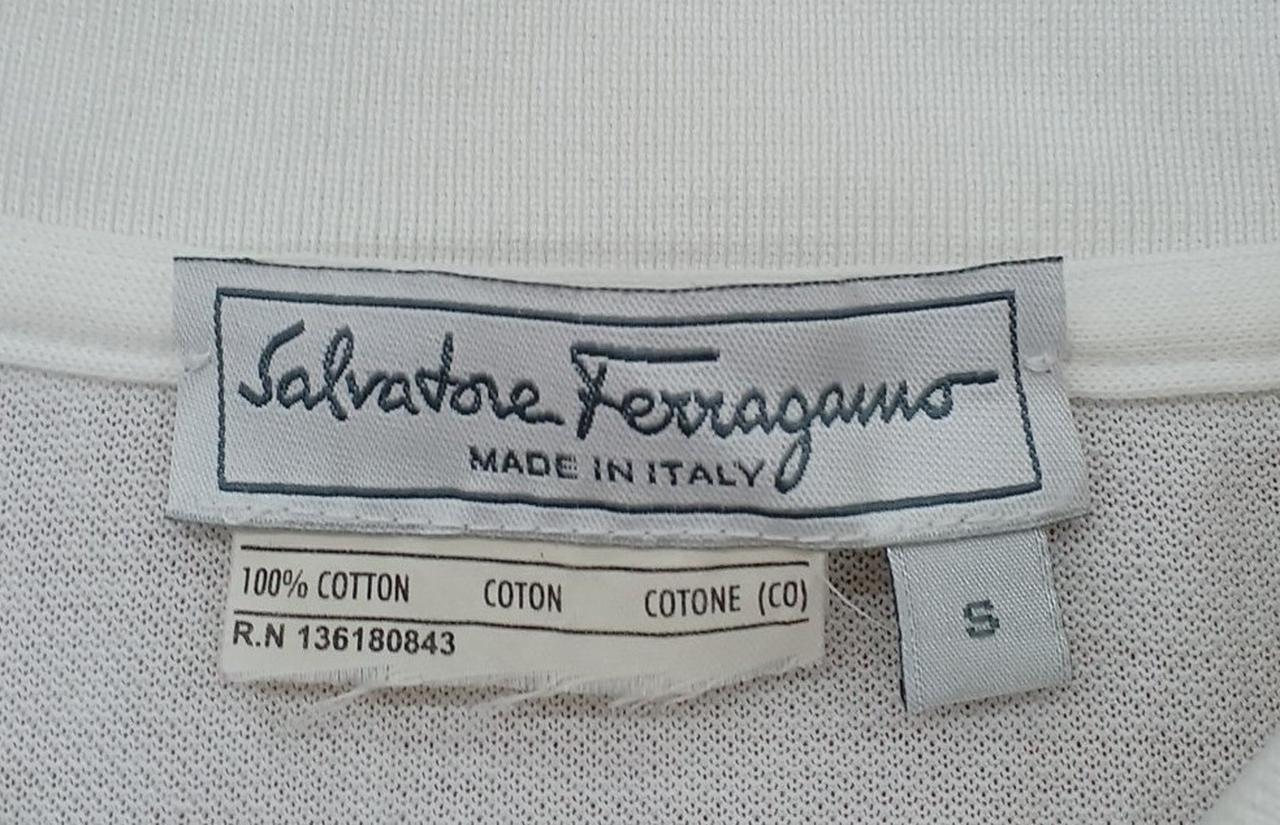 Salvatore Ferragamo
MADE IN ITALY
100% COTTON COTON COTONE (CO)
R.N 136180843
S